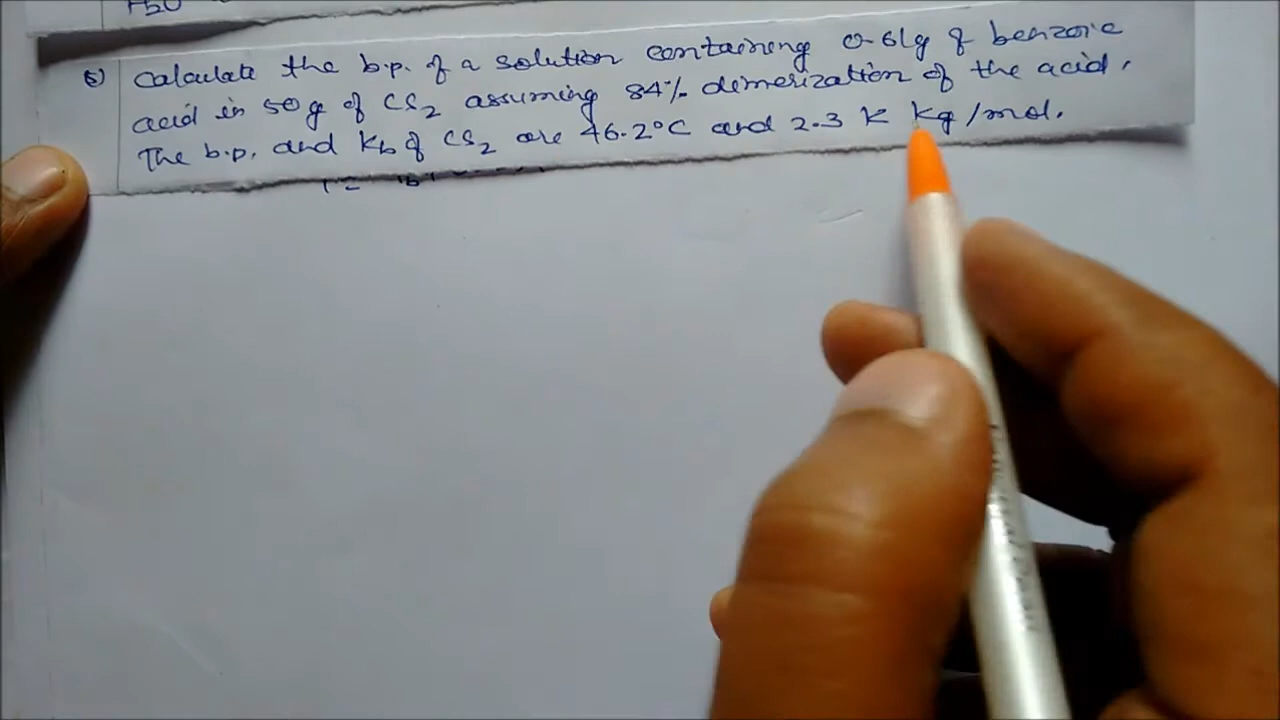 H₂O
5) Calculate the b.p. of a solution containing 0.61g of benzoic
acid in 50g of CS₂ assuming 84% dimerization of the acid.
The b.p. and Kb of CS₂ are 46.2°C and 2.3 K kg/mol.